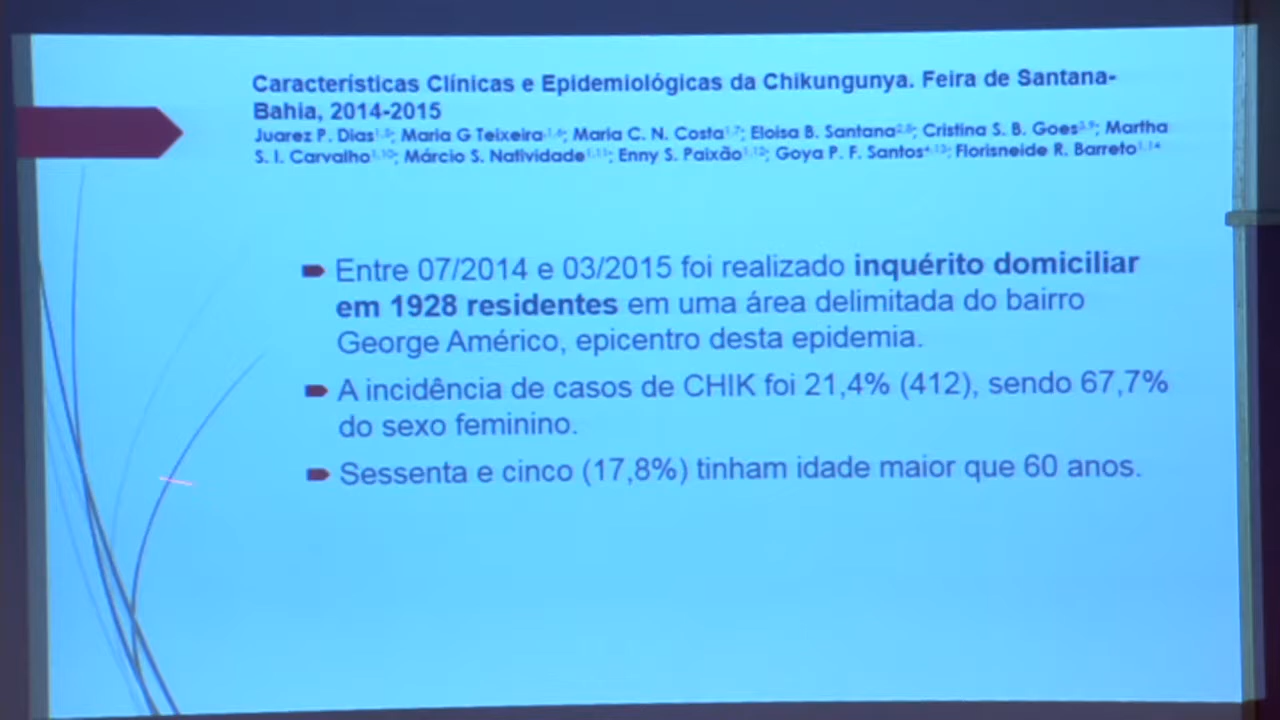 Características Clínicas e Epidemiológicas da Chikungunya. Feira de Santana-
Bahia, 2014-2015
Juarez P. Dias; Maria G Teixeira; Maria C. N. Costa; Eloisa B. Santana; Cristina S. B. Goes; Martha
S. I. Carvalho; Márcio S. Natividade; Enny S. Paixão; Goya P. F. Santos; Florisneide R. Barreto
Entre 07/2014 e 03/2015 foi realizado inquérito domiciliar
em 1928 residentes em uma área delimitada do bairro
George Américo, epicentro desta epidemia.
A incidência de casos de CHIK foi 21,4% (412), sendo 67,7%
do sexo feminino.
Sessenta e cinco (17,8%) tinham idade maior que 60 anos.